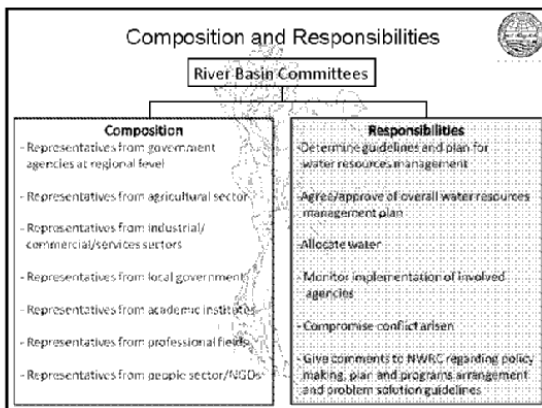 Composition and Responsibilities
River Basin Committees
Composition
- Representatives from government
agencies at regional level
- Representatives from agricultural sector
- Representatives from industrial/
commercial/services sectors
- Representatives from local government
- Representatives from academic institutes
- Representatives from professional fields
- Representatives from people sector/NGOs
Responsibilities
- Determine guidelines and plan for
water resources management
- Agree/approve of overall water resources
management plan
- Allocate water
- Monitor implementation of involved
agencies
- Compromise conflict arisen
- Give comments to NWRC regarding policy
making, plan and programs arrangement
and problem solution guidelines